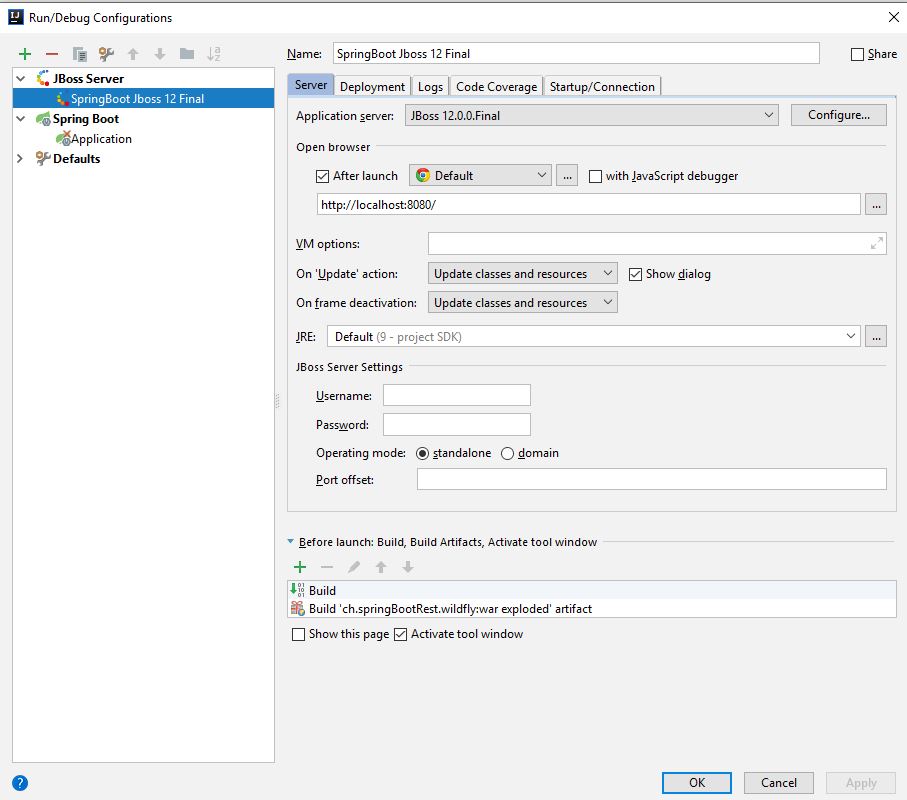 Run/Debug Configurations
Name: SpringBoot Jboss 12 Final Share
JBoss Server
SpringBoot Jboss 12 Final
Spring Boot
Application
Defaults
Server Deployment Logs Code Coverage Startup/Connection
Application server: JBoss 12.0.0.Final Configure...
Open browser
After launch Default ... with JavaScript debugger
http://localhost:8080/ ...
VM options:
On 'Update' action: Update classes and resources Show dialog
On frame deactivation: Update classes and resources
JRE: Default (9 - project SDK) ...
JBoss Server Settings
Username:
Password:
Operating mode: standalone domain
Port offset:
Before launch: Build, Build Artifacts, Activate tool window
Build
Build 'ch.springBootRest.wildfly:war exploded' artifact
Show this page Activate tool window
? OK Cancel Apply